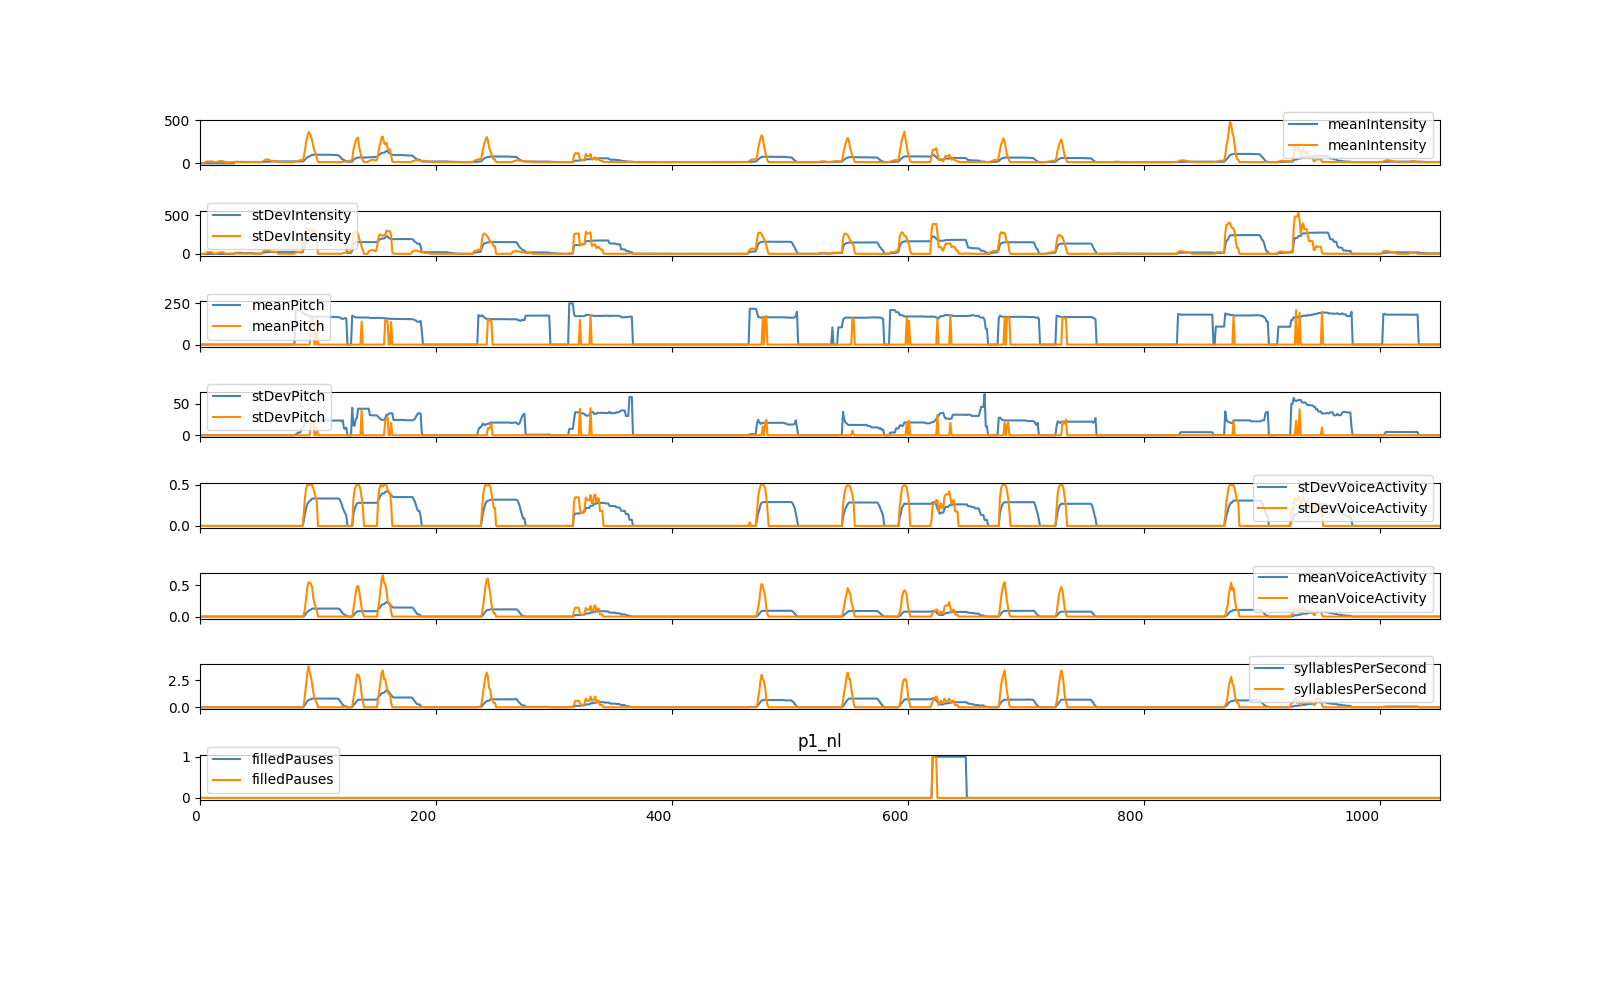 500
0
meanIntensity
meanIntensity
500
0
stDevIntensity
stDevIntensity
250
0
meanPitch
meanPitch
50
0
stDevPitch
stDevPitch
0.5
0.0
stDevVoiceActivity
stDevVoiceActivity
0.5
0.0
meanVoiceActivity
meanVoiceActivity
2.5
0.0
syllablesPerSecond
syllablesPerSecond
p1_nl
1
0
filledPauses
filledPauses
0 200 400 600 800 1000